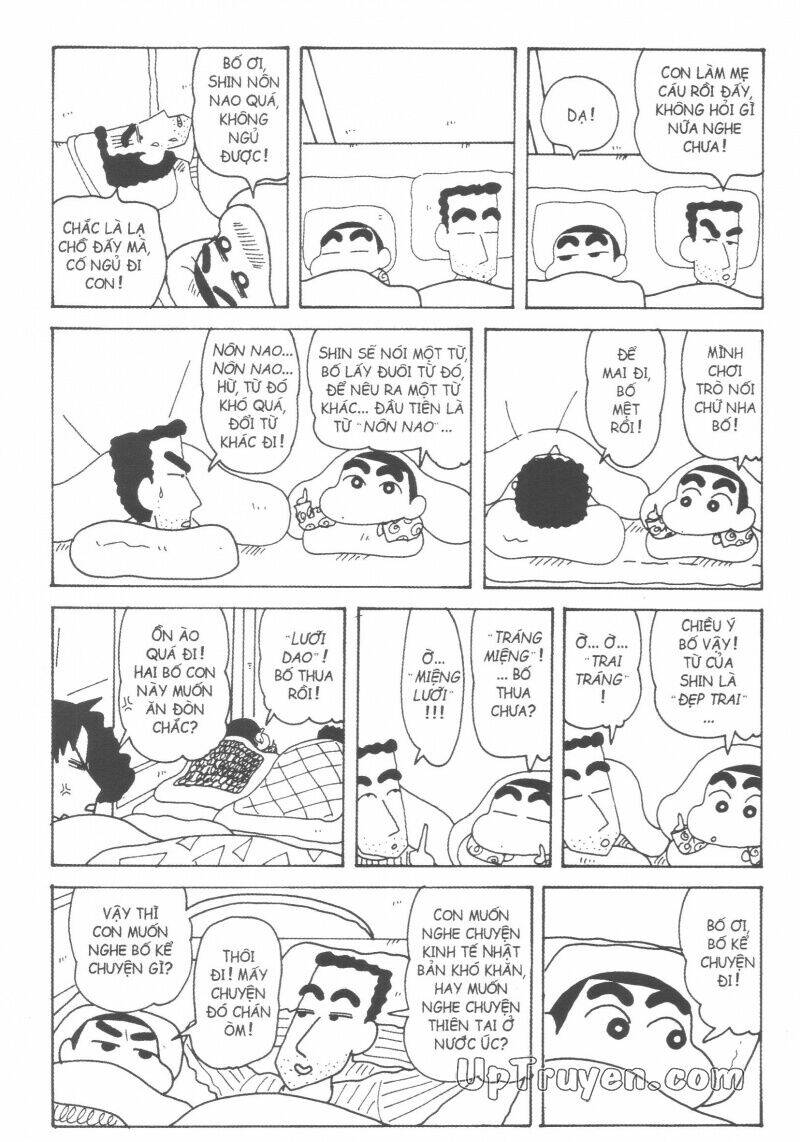 CON LÀM MẸ
CÁU RỒI ĐẤY,
KHÔNG HỎI GÌ
NỮA NGHE
CHƯA!
DẠ!
BỐ ƠI,
SHIN NÔN
NAO QUÁ,
KHÔNG
NGỦ
ĐƯỢC!
CHẮC LÀ LẠ
CHỖ ĐẤY MÀ,
CỐ NGỦ ĐI
CON!
MÌNH
CHƠI
TRÒ NỐI
CHỮ NHA
BỐ!
ĐỂ
MAI ĐI,
BỐ
MỆT
RỒI!
SHIN SẼ NÓI MỘT TỪ,
BỐ LẤY ĐUÔI TỪ ĐÓ,
ĐỂ NÊU RA MỘT TỪ
KHÁC... ĐẦU TIÊN LÀ
TỪ "NÔN NAO"...
NÔN NAO...
NÔN NAO...
HỪ, TỪ ĐÓ
KHÓ QUÁ,
ĐỔI TỪ
KHÁC ĐI!
CHIỀU Ý
BỐ VẬY!
TỪ CỦA
SHIN LÀ
"ĐẸP TRAI"
...
Ờ... Ờ...
"TRAI
TRÁNG"
!
"TRÁNG
MIỆNG"!
... BỐ
THUA
CHƯA?
Ờ...
"MIỆNG
LƯỠI"
!!!
"LƯỠI
DAO"!
BỐ THUA
RỒI!
ỒN ÀO
QUÁ ĐI!
HAI BỐ CON
NÀY MUỐN
ĂN ĐÒN
CHẮC?
BỐ ƠI,
BỐ KỂ
CHUYỆN
ĐI!
CON MUỐN
NGHE CHUYỆN
KINH TẾ NHẬT
BẢN KHÓ KHĂN,
HAY MUỐN
NGHE CHUYỆN
THIÊN TAI Ở
NƯỚC ÚC?
THÔI
ĐI! MẤY
CHUYỆN
ĐÓ CHÁN
ÒM!
VẬY THÌ
CON MUỐN
NGHE BỐ KỂ
CHUYỆN GÌ?
UpTruyen.com